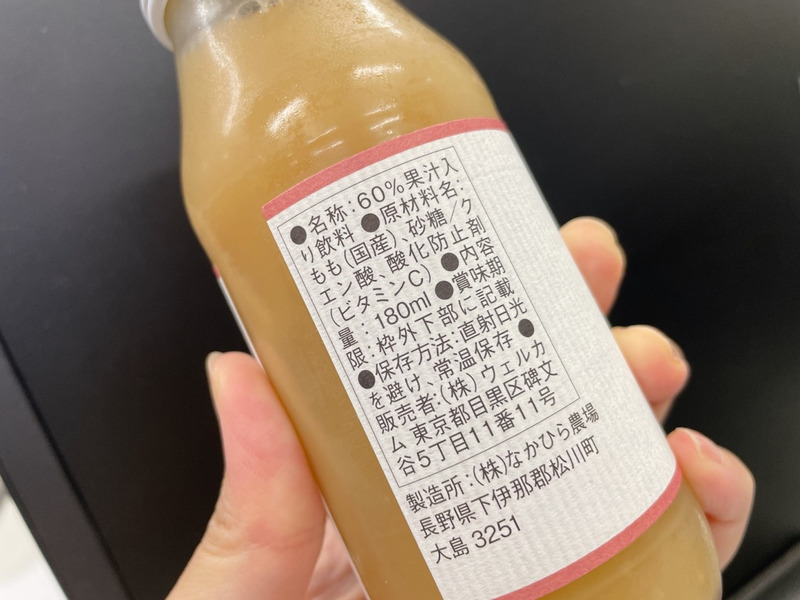 ●名称:60%果汁入
り飲料 ●原材料名:
もも(国産)、砂糖/ク
エン酸、酸化防止剤
(ビタミンC) ●内容
量:180ml ●賞味期
限:枠外下部に記載
●保存方法:直射日光
を避け、常温保存 ●
販売者:(株)ウェルカ
ム 東京都目黒区碑文
谷5丁目11番11号
製造所:(株)なかひら農場
長野県下伊那郡松川町
大島 3251